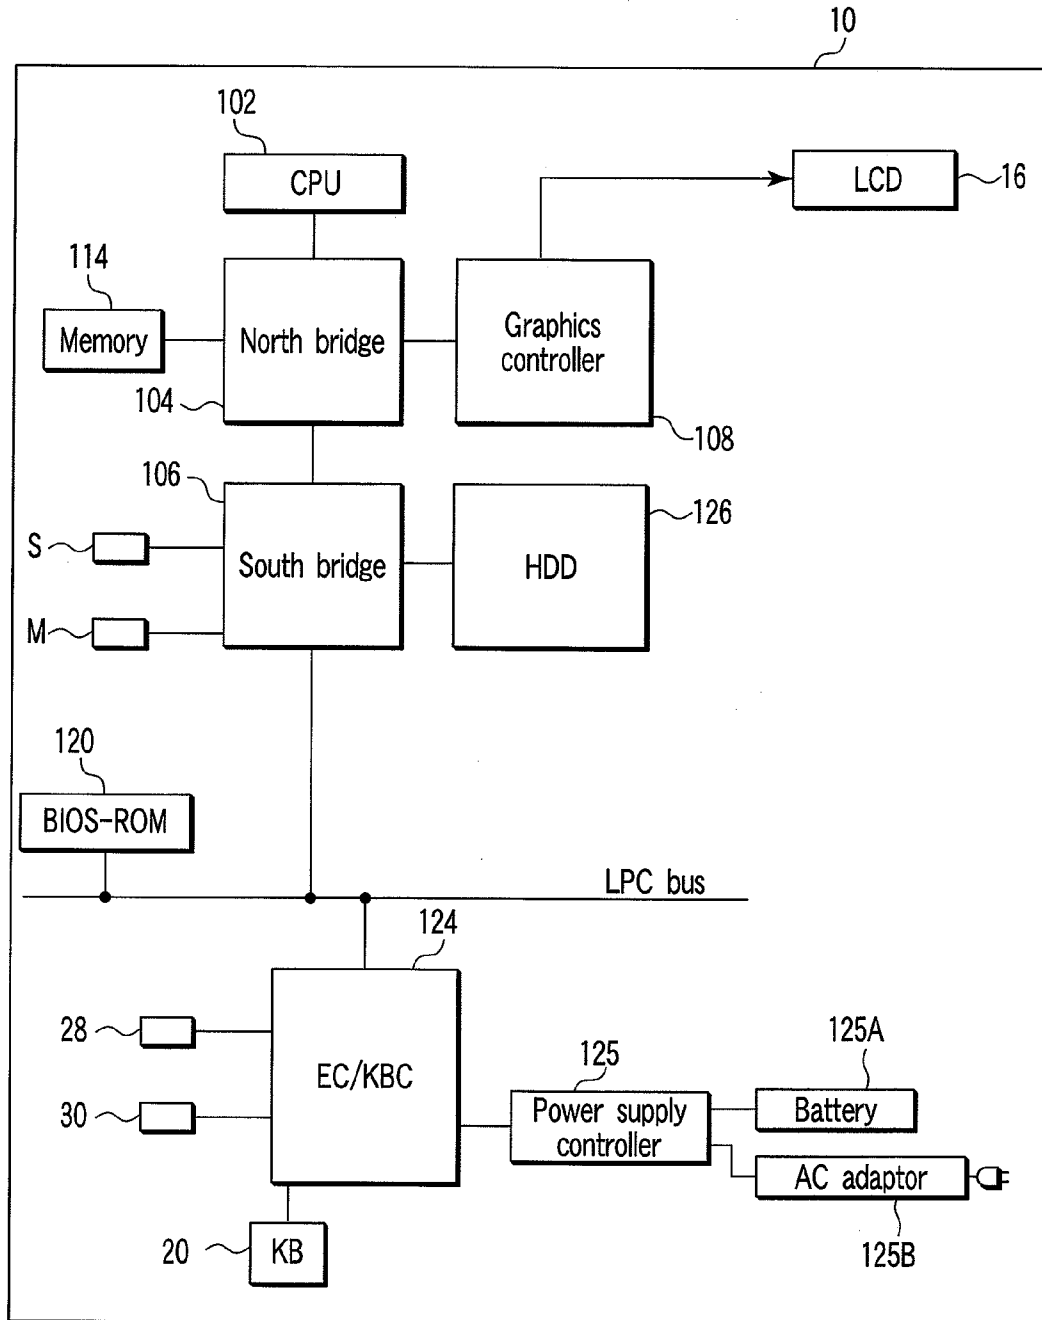 10
102
CPU
LCD
16
114
Memory
North bridge
Graphics
controller
104
108
106
126
S
South bridge
HDD
M
120
BIOS-ROM
LPC bus
124
28
EC/KBC
30
125
Power supply
controller
125A
Battery
AC adaptor
125B
20
KB